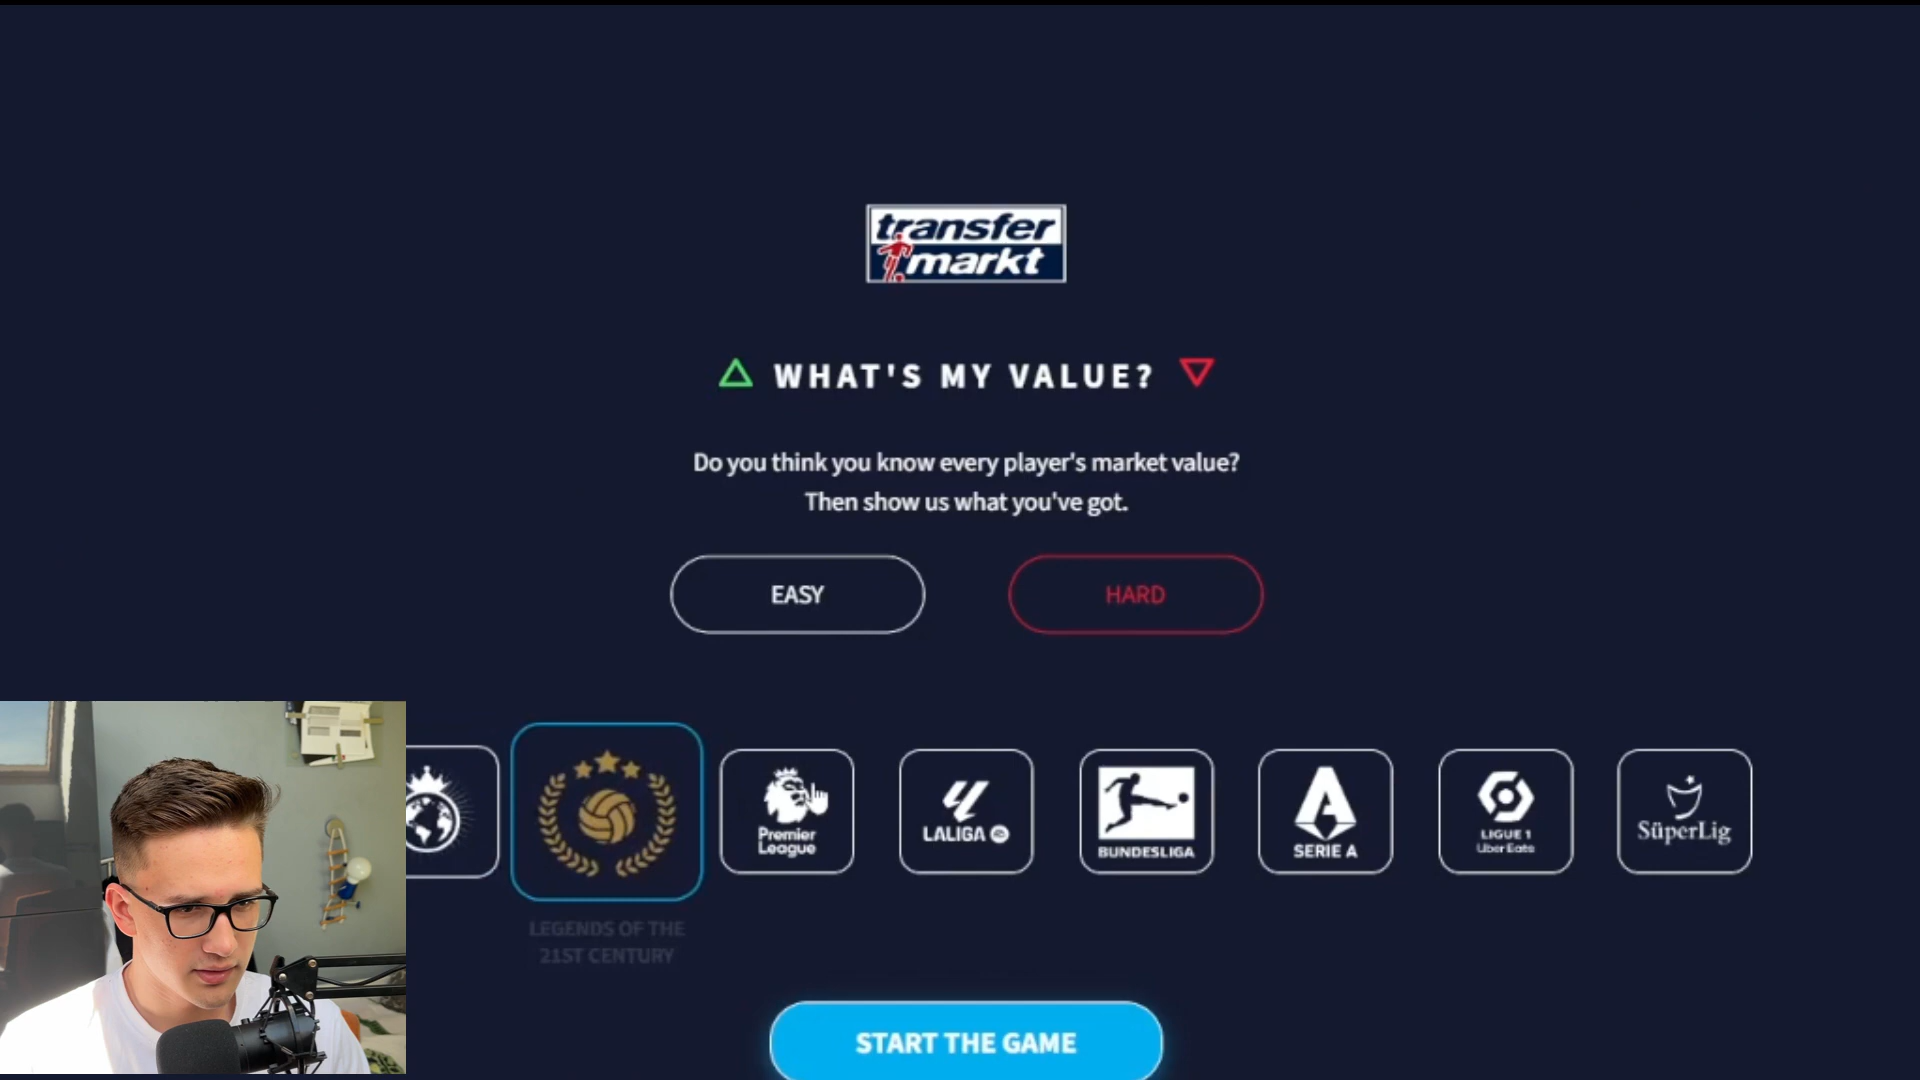 transfer
markt
WHAT'S MY VALUE?
Do you think you know every player's market value?
Then show us what you've got.
EASY
HARD
Premier
League
LALIGA
BUNDESLIGA
SERIE A
LIGUE 1
Uber Eats
SüperLig
LEGENDS OF THE
21ST CENTURY
START THE GAME